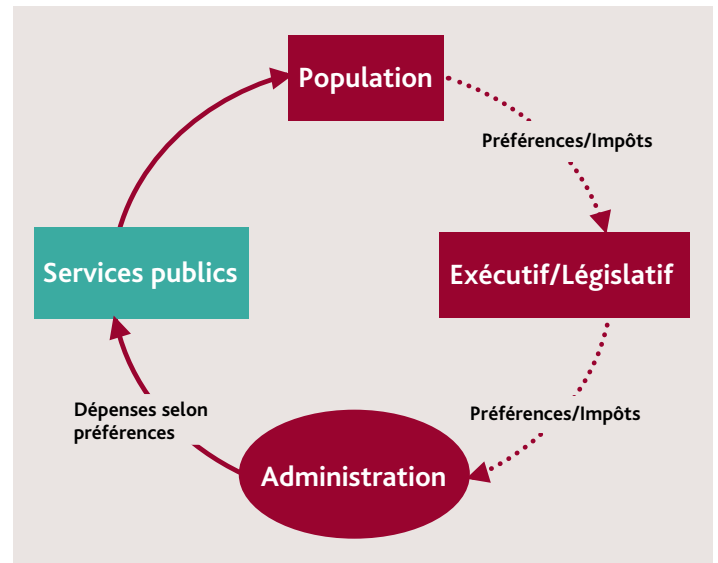 Population
Préférences/Impôts
Services publics
Exécutif/Législatif
Dépenses selon
préférences
Préférences/Impôts
Administration